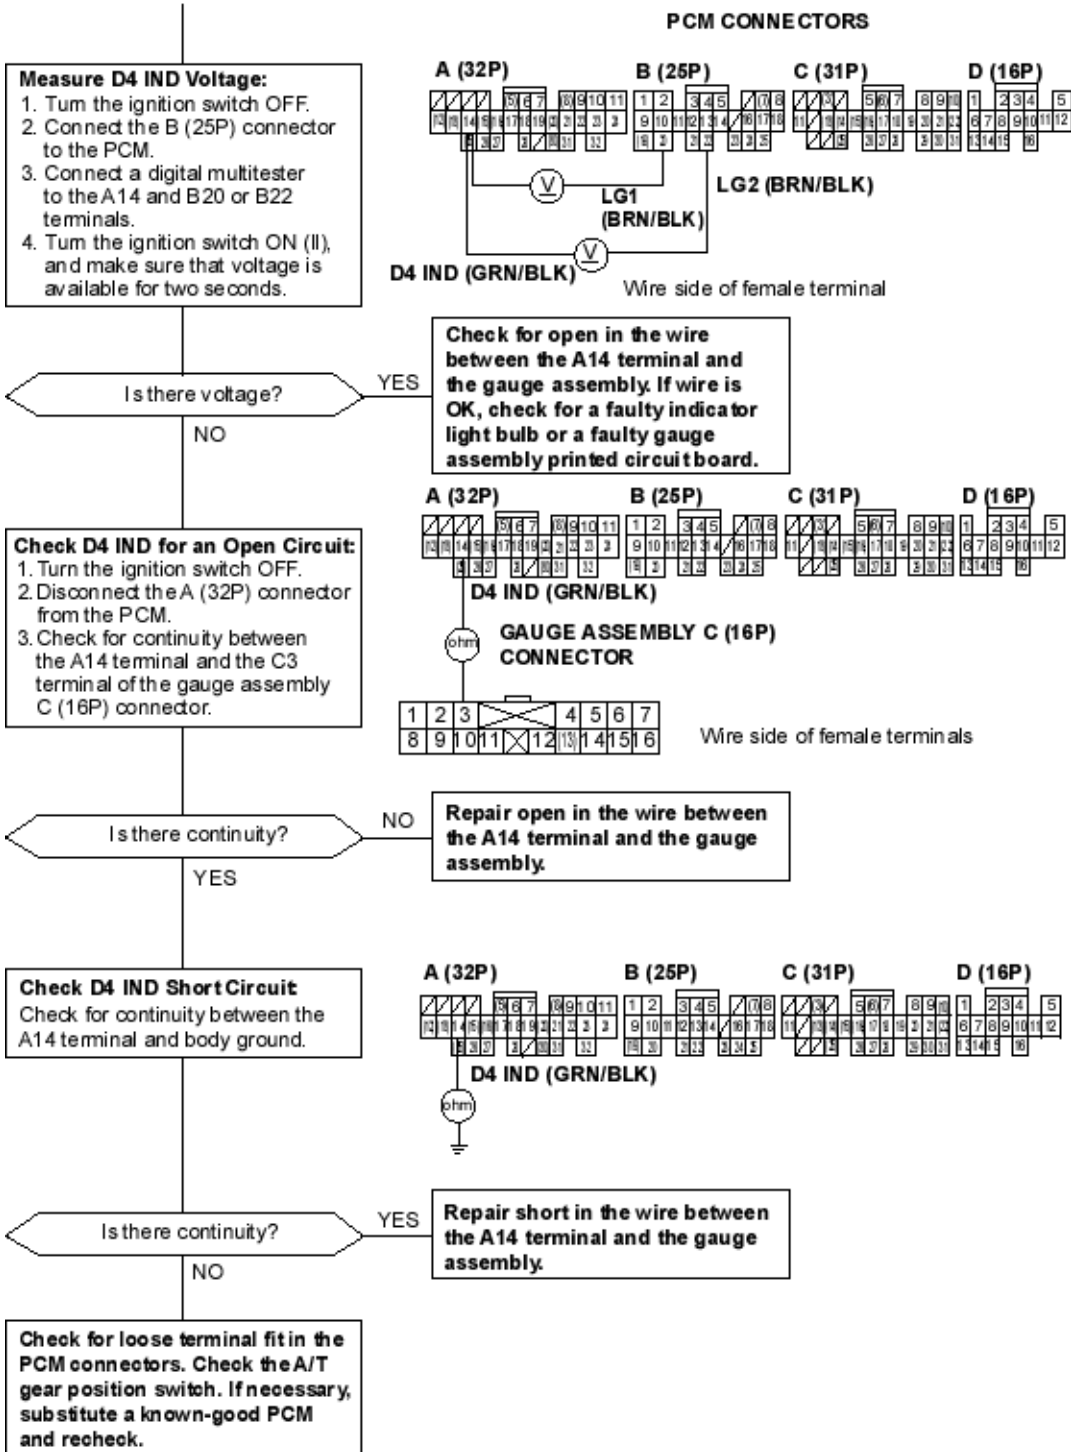 PCM CONNECTORS
Measure D4 IND Voltage:
1. Turn the ignition switch OFF.
2. Connect the B (25P) connector
to the PCM.
3. Connect a digital multitester
to the A14 and B20 or B22
terminals.
4. Turn the ignition switch ON (II),
and make sure that voltage is
available for two seconds.
A (32P) B (25P) C (31P) D (16P)
LG1
(BRN/BLK)
LG2 (BRN/BLK)
V
V
D4 IND (GRN/BLK)
Wire side of female terminal
Is there voltage?
YES
NO
Check for open in the wire
between the A14 terminal and
the gauge assembly. If wire is
OK, check for a faulty indicator
light bulb or a faulty gauge
assembly printed circuit board.
A (32P) B (25P) C (31P) D (16P)
Check D4 IND for an Open Circuit:
1. Turn the ignition switch OFF.
2. Disconnect the A (32P) connector
from the PCM.
3. Check for continuity between
the A14 terminal and the C3
terminal of the gauge assembly
C (16P) connector.
D4 IND (GRN/BLK)
ohm
GAUGE ASSEMBLY C (16P)
CONNECTOR
1 2 3 4 5 6 7
8 9 10 11 12 (13) 14 15 16
Wire side of female terminals
Is there continuity?
NO
YES
Repair open in the wire between
the A14 terminal and the gauge
assembly.
Check D4 IND Short Circuit
Check for continuity between the
A14 terminal and body ground.
A (32P) B (25P) C (31P) D (16P)
D4 IND (GRN/BLK)
ohm
Is there continuity?
YES
NO
Repair short in the wire between
the A14 terminal and the gauge
assembly.
Check for loose terminal fit in the
PCM connectors. Check the A/T
gear position switch. If necessary,
substitute a known-good PCM
and recheck.